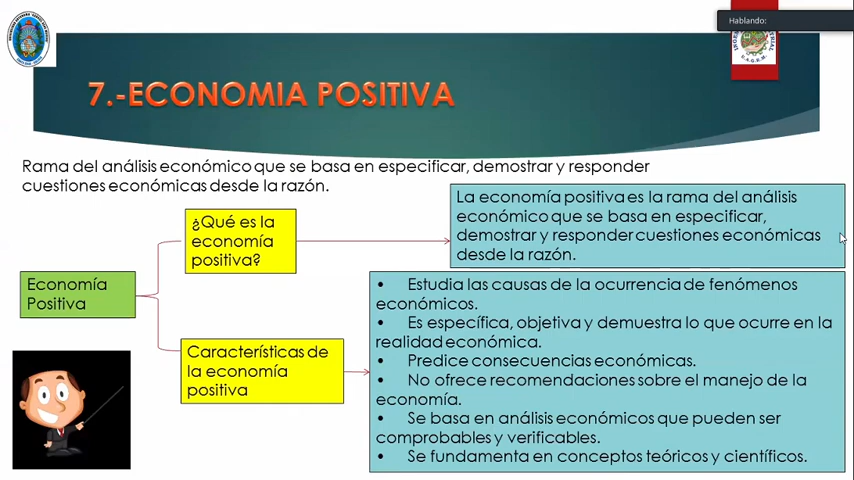 Hablando:
7.-ECONOMIA POSITIVA
U.A.G.R.M.
Rama del análisis económico que se basa en especificar, demostrar y responder
cuestiones económicas desde la razón.
La economía positiva es la rama del análisis
económico que se basa en especificar,
demostrar y responder cuestiones económicas
desde la razón.
¿Qué es la
economía
positiva?
Economía
Positiva
Características de
la economía
positiva
• Estudia las causas de la ocurrencia de fenómenos
económicos.
• Es específica, objetiva y demuestra lo que ocurre en la
realidad económica.
• Predice consecuencias económicas.
• No ofrece recomendaciones sobre el manejo de la
economía.
• Se basa en análisis económicos que pueden ser
comprobables y verificables.
• Se fundamenta en conceptos teóricos y científicos.